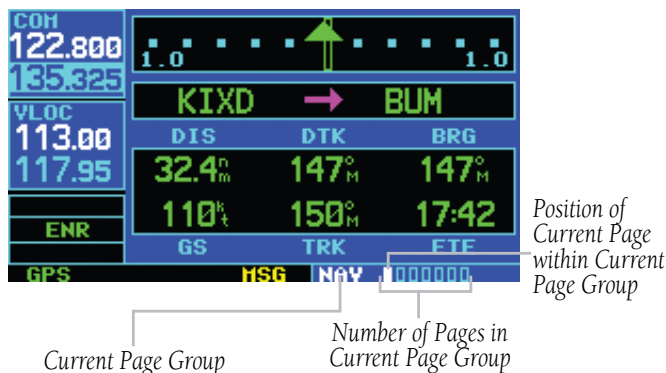 COM
122.800
135.325
VLOC
113.00
117.95
ENR
GPS
1.0 1.0
KIXD → BUM
DIS DTK BRG
32.4nm 147°M 147°M
110kt 150°M 17:42
GS TRK ETE
MSG NAV
Position of
Current Page
within Current
Page Group
Current Page Group
Number of Pages in
Current Page Group